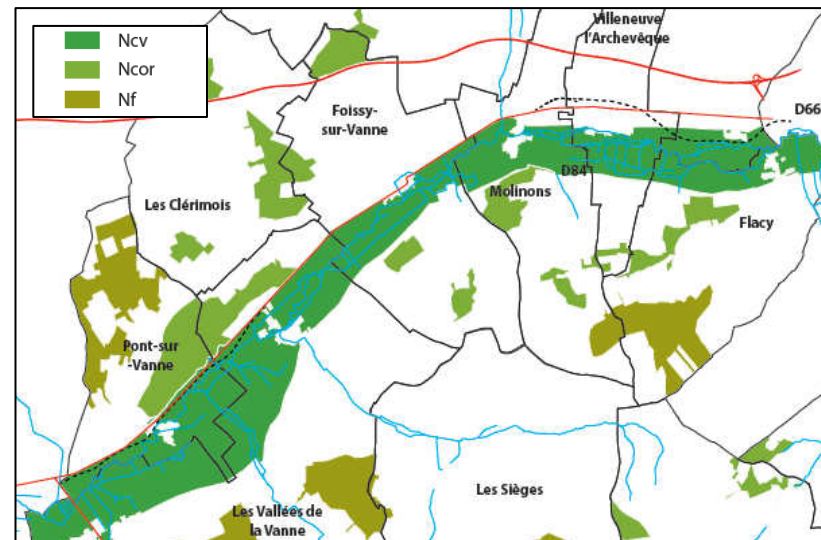 Ncv
Ncor
Nf
Villeneuve
l'Archevêque
Foissy-
sur-Vanne
D66
D84
Les Clérimois
Molinons
Flacy
Pont-sur
-Vanne
Les Sièges
Les Vallées de
la Vanne